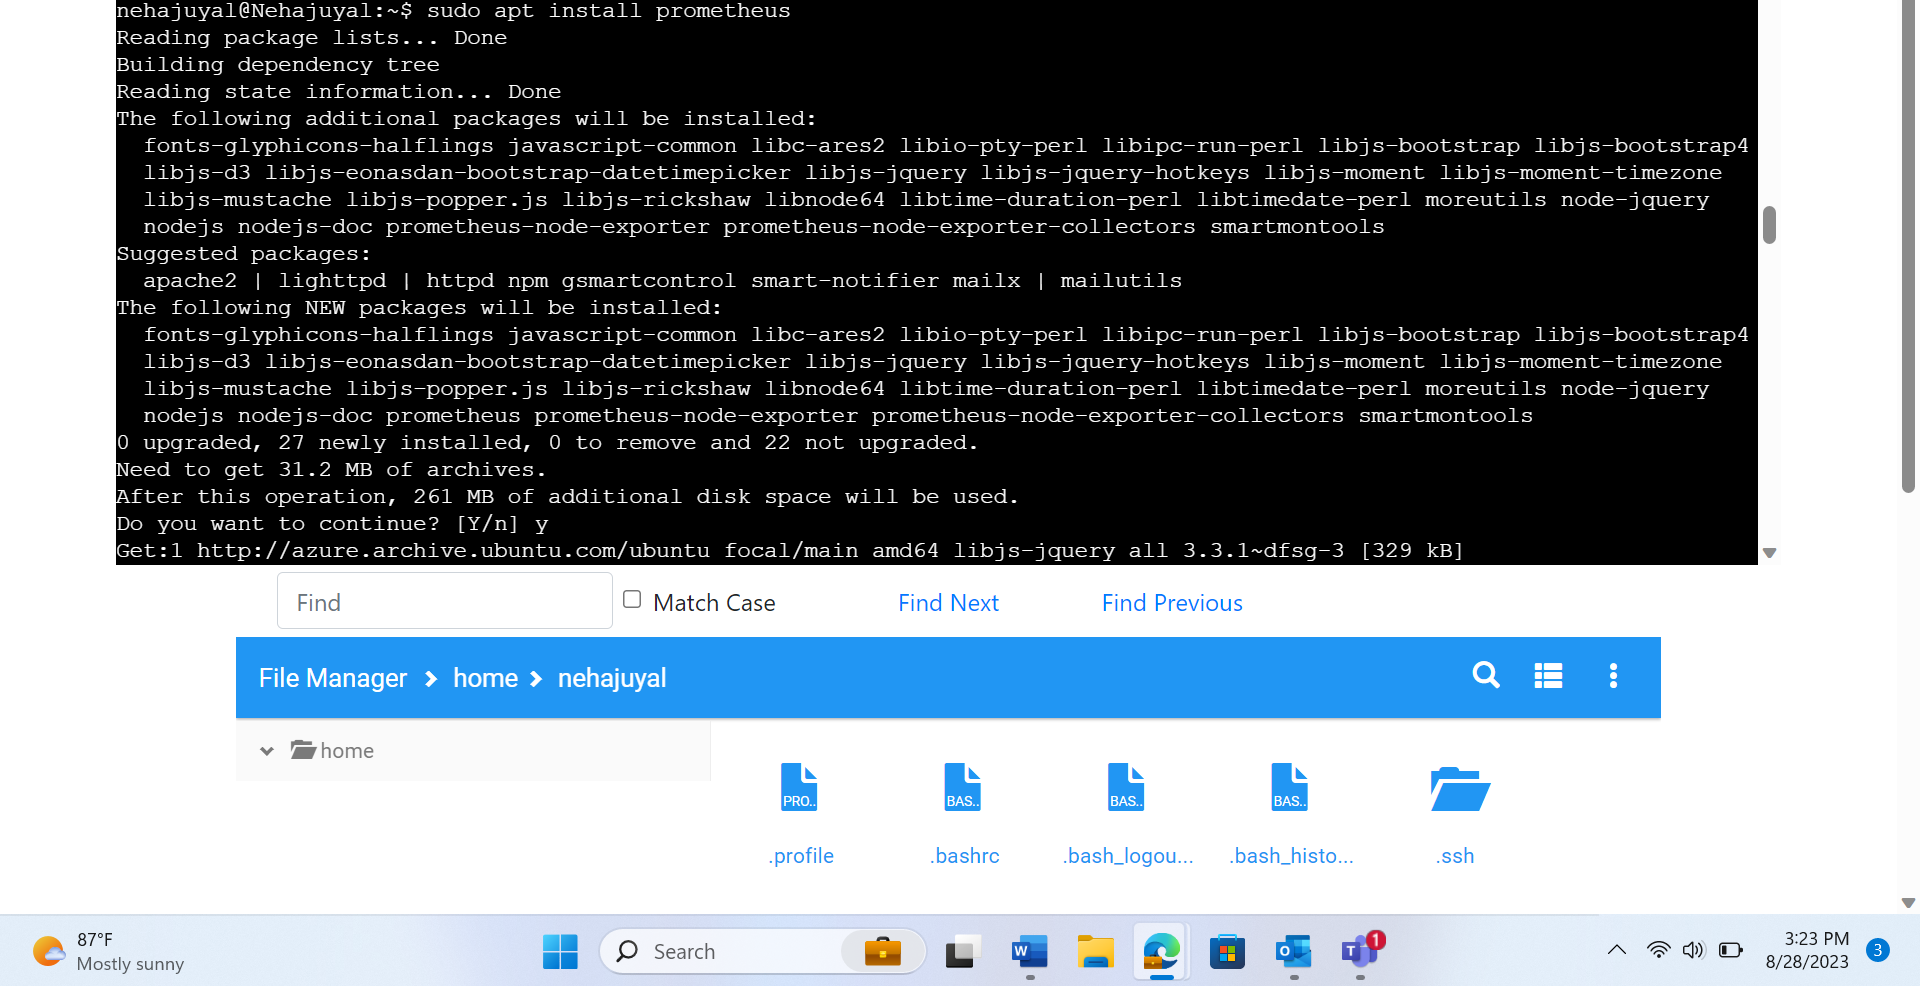 nehajuyal@Nehajuyal:~$ sudo apt install prometheus
Reading package lists... Done
Building dependency tree
Reading state information... Done
The following additional packages will be installed:
  fonts-glyphicons-halflings javascript-common libc-ares2 libio-pty-perl libipc-run-perl libjs-bootstrap libjs-bootstrap4
  libjs-d3 libjs-eonasdan-bootstrap-datetimepicker libjs-jquery libjs-jquery-hotkeys libjs-moment libjs-moment-timezone
  libjs-mustache libjs-popper.js libjs-rickshaw libnode64 libtime-duration-perl libtimedate-perl moreutils node-jquery
  nodejs nodejs-doc prometheus-node-exporter prometheus-node-exporter-collectors smartmontools
Suggested packages:
  apache2 | lighttpd | httpd npm gsmartcontrol smart-notifier mailx | mailutils
The following NEW packages will be installed:
  fonts-glyphicons-halflings javascript-common libc-ares2 libio-pty-perl libipc-run-perl libjs-bootstrap libjs-bootstrap4
  libjs-d3 libjs-eonasdan-bootstrap-datetimepicker libjs-jquery libjs-jquery-hotkeys libjs-moment libjs-moment-timezone
  libjs-mustache libjs-popper.js libjs-rickshaw libnode64 libtime-duration-perl libtimedate-perl moreutils node-jquery
  nodejs nodejs-doc prometheus prometheus-node-exporter prometheus-node-exporter-collectors smartmontools
0 upgraded, 27 newly installed, 0 to remove and 22 not upgraded.
Need to get 31.2 MB of archives.
After this operation, 261 MB of additional disk space will be used.
Do you want to continue? [Y/n] y
Get:1 http://azure.archive.ubuntu.com/ubuntu focal/main amd64 libjs-jquery all 3.3.1~dfsg-3 [329 kB]
Find Match Case Find Next Find Previous
File Manager home nehajuyal
home
PRO.. BAS.. BAS.. BAS..
.profile .bashrc .bash_logou... .bash_histo... .ssh
87°F
Mostly sunny
Search
W
O
T
1
3:23 PM
8/28/2023
3